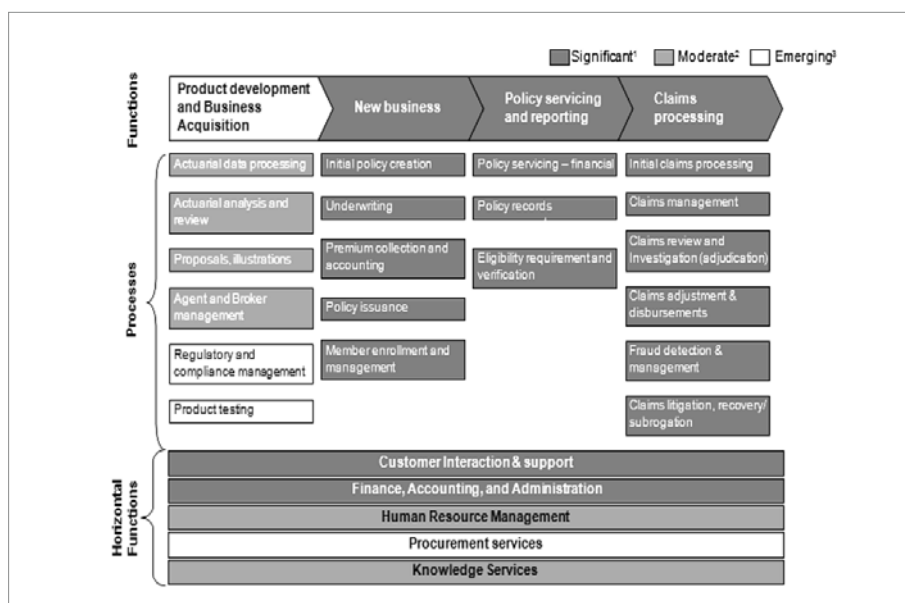 Significant¹
Moderate²
Emerging³
Functions
Product development
and Business
Acquisition
New business
Policy servicing
and reporting
Claims
processing
Processes
Actuarial data processing
Actuarial analysis and
review
Proposals, illustrations
Agent and Broker
management
Regulatory and
compliance management
Product testing
Initial policy creation
Underwriting
Premium collection and
accounting
Policy issuance
Member enrollment and
management
Policy servicing – financial
Policy records
Eligibility requirement and
verification
Initial claims processing
Claims management
Claims review and
Investigation (adjudication)
Claims adjustment &
disbursements
Fraud detection &
management
Claims litigation, recovery/
subrogation
Horizontal
Functions
Customer Interaction & support
Finance, Accounting, and Administration
Human Resource Management
Procurement services
Knowledge Services